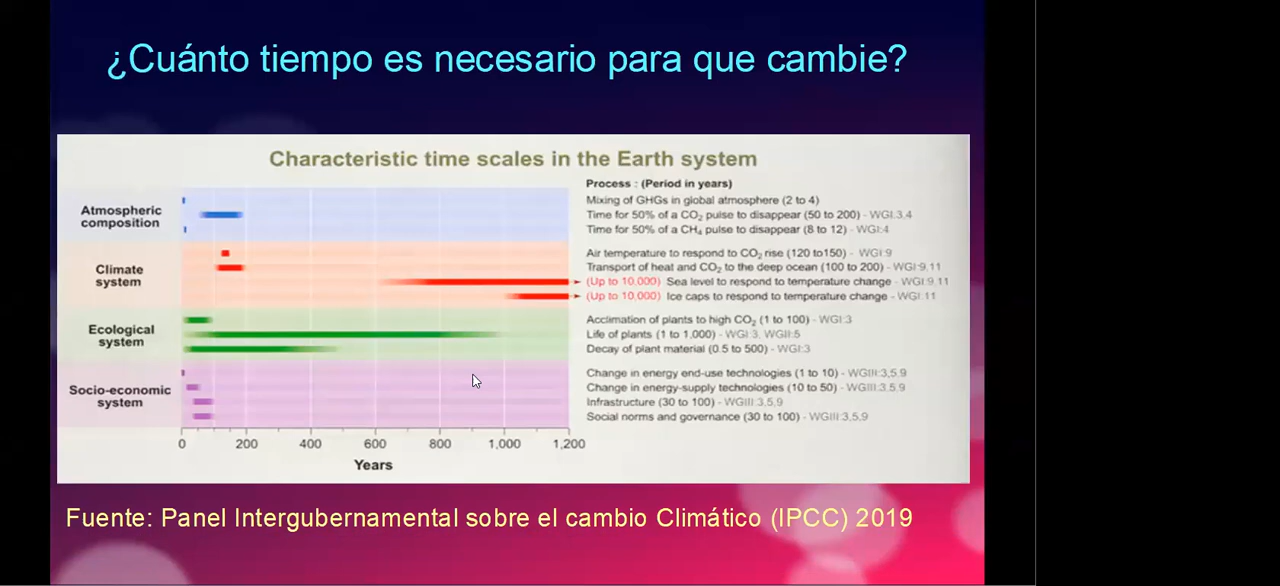 ¿Cuánto tiempo es necesario para que cambie?
Characteristic time scales in the Earth system
Process : (Period in years)
Atmospheric
composition
Mixing of GHGs in global atmosphere (2 to 4)
Time for 50% of a CO₂ pulse to disappear (50 to 200) - WGI:3,4
Time for 50% of a CH₄ pulse to disappear (8 to 12) - WGI:4
Climate
system
Air temperature to respond to CO₂ rise (120 to150) - WGI:9
Transport of heat and CO₂ to the deep ocean (100 to 200) - WGI:9,11
(Up to 10,000) Sea level to respond to temperature change - WGI:9,11
(Up to 10,000) Ice caps to respond to temperature change - WGI:11
Ecological
system
Acclimation of plants to high CO₂ (1 to 100) - WGI:3
Life of plants (1 to 1,000) - WGI:3, WGII:5
Decay of plant material (0.5 to 500) - WGI:3
Socio-economic
system
Change in energy end-use technologies (1 to 10) - WGIII:3,5,9
Change in energy-supply technologies (10 to 50) - WGIII:3,5,9
Infrastructure (30 to 100) - WGIII:3,5,9
Social norms and governance (30 to 100) - WGIII:3,5,9
0 200 400 600 800 1,000 1,200
Years
Fuente: Panel Intergubernamental sobre el cambio Climático (IPCC) 2019